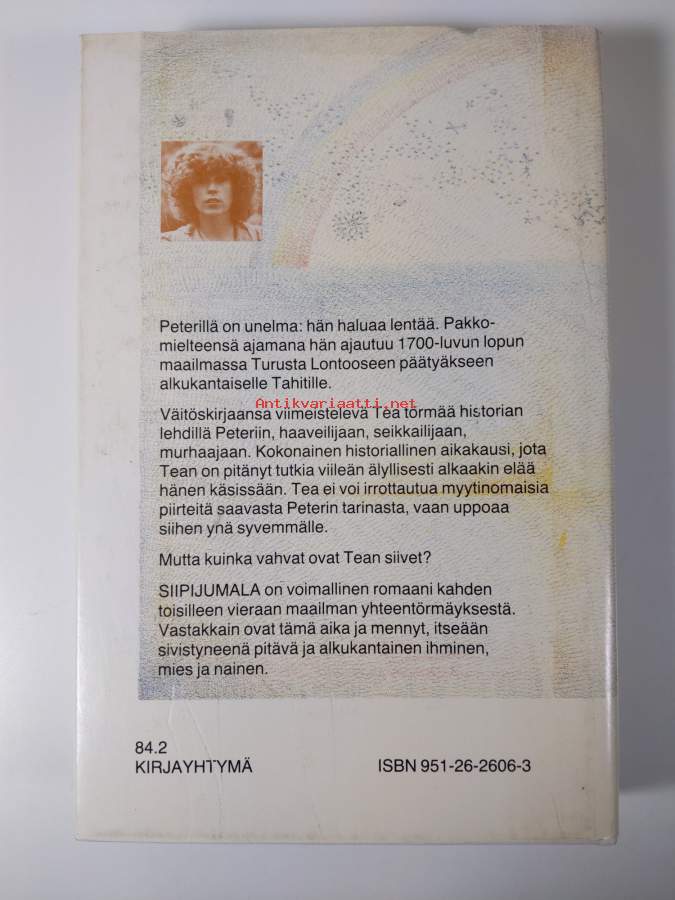 Peterillä on unelma: hän haluaa lentää. Pakko-
mielteensä ajamana hän ajautuu 1700-luvun lopun
maailmassa Turusta Lontooseen päätyäkseen
alkukantaiselle Tahitille.
Antikvariaatti.net
Väitöskirjaansa viimeistelevä Tea törmää historian
lehdillä Peteriin, haaveilijaan, seikkailijaan,
murhaajaan. Kokonainen historiallinen aikakausi, jota
Tean on pitänyt tutkia viileän älyllisesti alkaakin elää
hänen käsissään. Tea ei voi irrottautua myytinomaisia
piirteitä saavasta Peterin tarinasta, vaan uppoaa
siihen ynä syvemmälle.
Mutta kuinka vahvat ovat Tean siivet?
SIIPIJUMALA on voimallinen romaani kahden
toisilleen vieraan maailman yhteentörmäyksestä.
Vastakkain ovat tämä aika ja mennyt, itseään
sivistyneenä pitävä ja alkukantainen ihminen,
mies ja nainen.
84.2
KIRJAYHTYMÄ
ISBN 951-26-2606-3